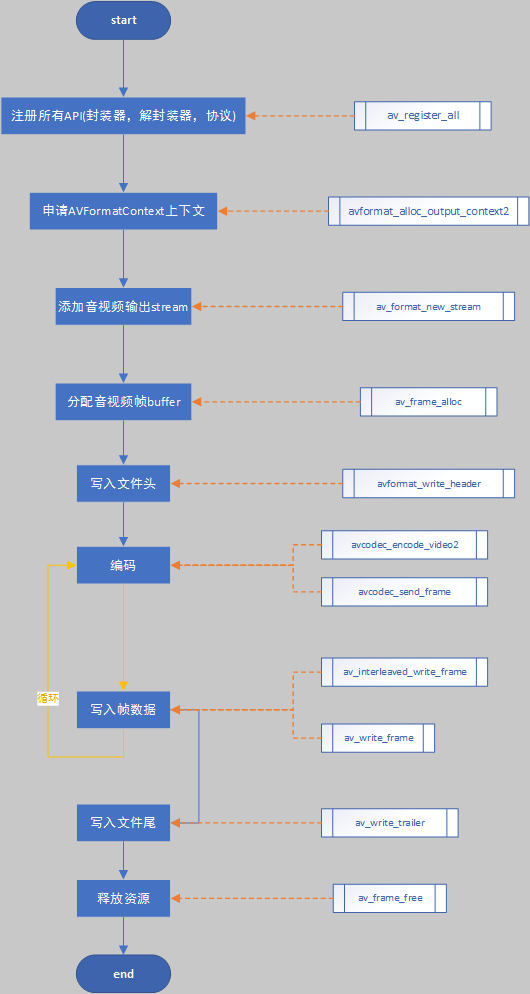 start
注册所有API(封装器，解封装器，协议)
av_register_all
申请AVFormatContext上下文
avformat_alloc_output_context2
添加音视频输出stream
av_format_new_stream
分配音视频帧buffer
av_frame_alloc
写入文件头
avformat_write_header
编码
avcodec_encode_video2
avcodec_send_frame
循环
写入帧数据
av_interleaved_write_frame
av_write_frame
写入文件尾
av_write_trailer
释放资源
av_frame_free
end